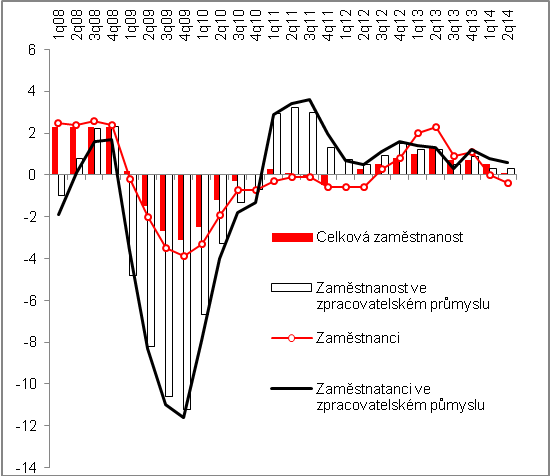 1q08 2q08 3q08 4q08 1q09 2q09 3q09 4q09 1q10 2q10 3q10 4q10 1q11 2q11 3q11 4q11 1q12 2q12 3q12 4q12 1q13 2q13 3q13 4q13 1q14 2q14
6
4
2
0
-2
-4
-6
-8
-10
-12
-14
Celková zaměstnanost
Zaměstnanost ve
zpracovatelském průmyslu
Zaměstnanci
Zaměstnatanci ve
zpracovatelském půmyslu